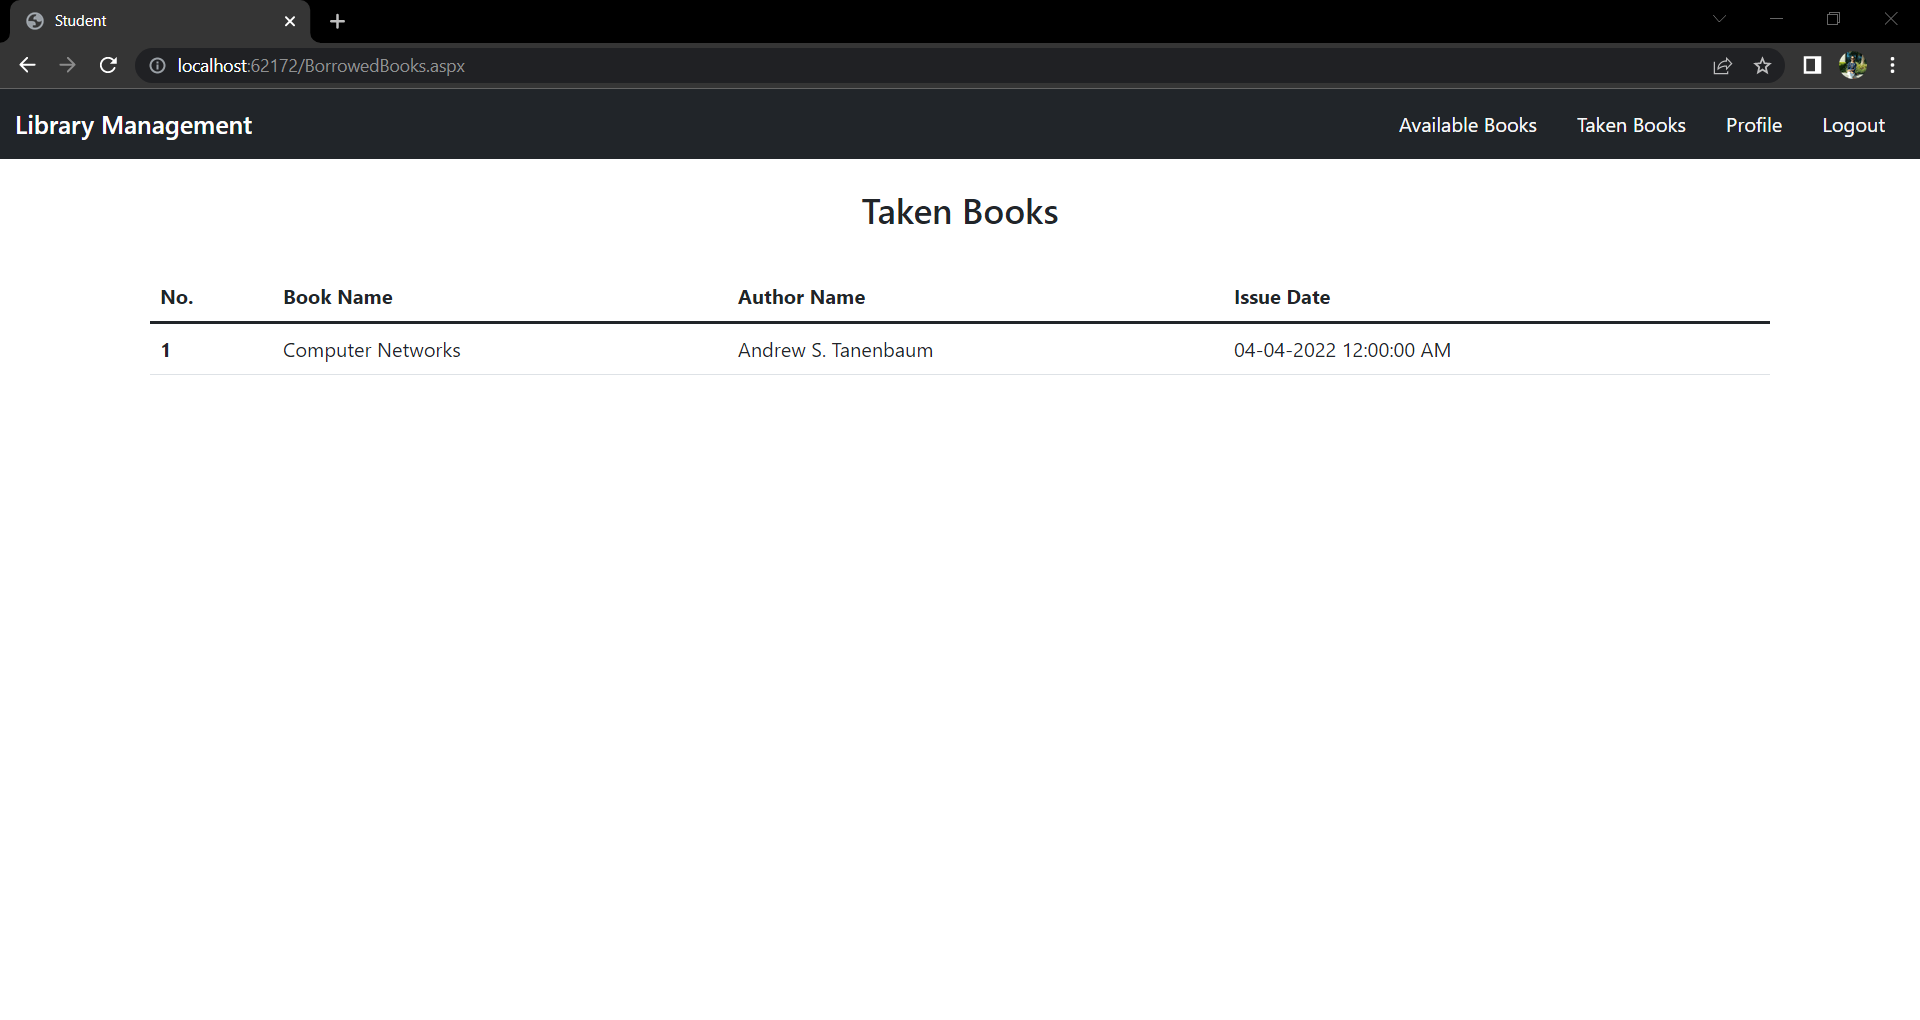 Student
localhost:62172/BorrowedBooks.aspx
Library Management Available Books Taken Books Profile Logout
Taken Books
No. Book Name Author Name Issue Date
1 Computer Networks Andrew S. Tanenbaum 04-04-2022 12:00:00 AM